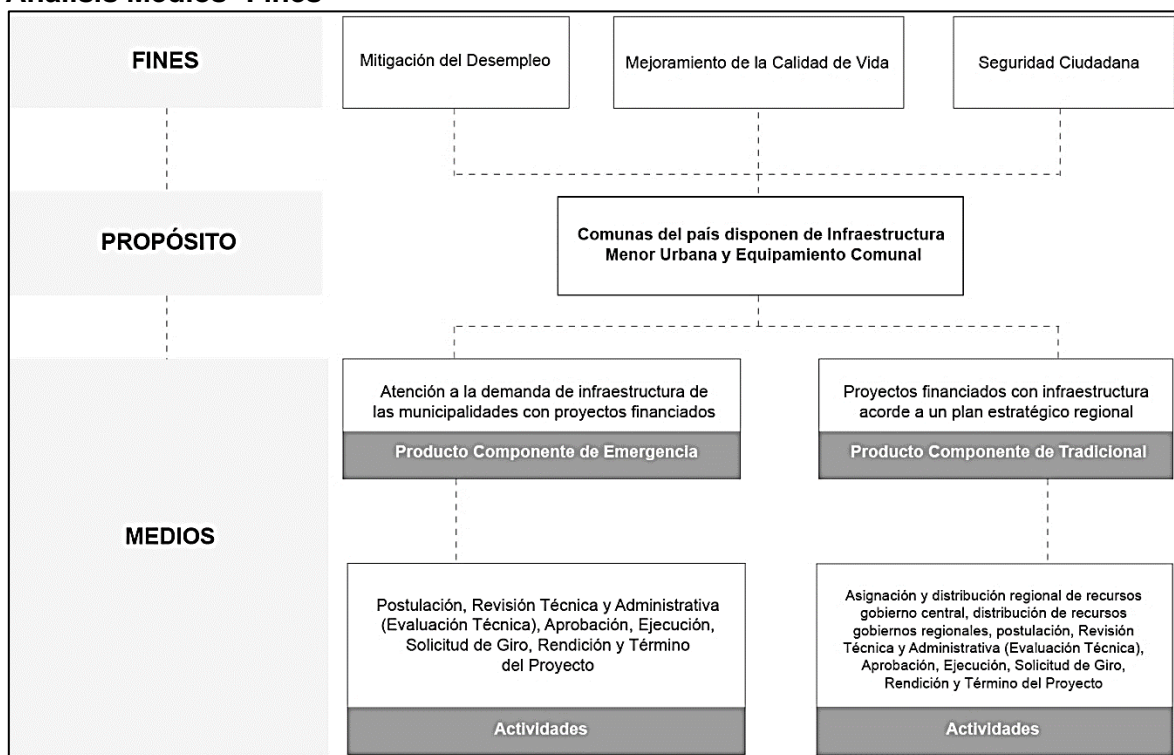 Análisis Medios- Fines
FINES
Mitigación del Desempleo
Mejoramiento de la Calidad de Vida
Seguridad Ciudadana
PROPÓSITO
Comunas del país disponen de Infraestructura
Menor Urbana y Equipamiento Comunal
MEDIOS
Atención a la demanda de infraestructura de
las municipalidades con proyectos financiados
Producto Componente de Emergencia
Proyectos financiados con infraestructura
acorde a un plan estratégico regional
Producto Componente de Tradicional
Postulación, Revisión Técnica y Administrativa
(Evaluación Técnica), Aprobación, Ejecución,
Solicitud de Giro, Rendición y Término
del Proyecto
Actividades
Asignación y distribución regional de recursos
gobierno central, distribución de recursos
gobiernos regionales, postulación, Revisión
Técnica y Administrativa (Evaluación Técnica),
Aprobación, Ejecución, Solicitud de Giro,
Rendición y Término del Proyecto
Actividades